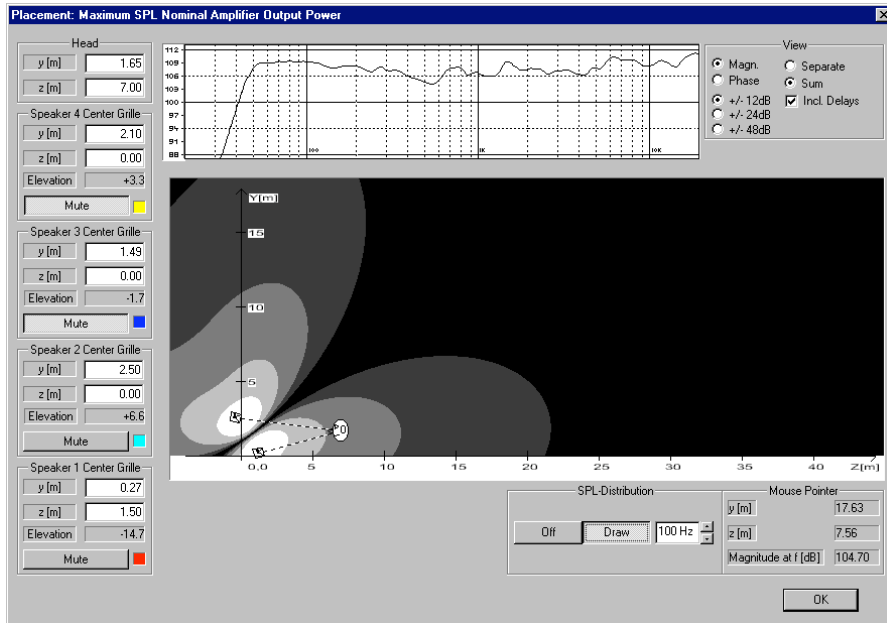 Placement: Maximum SPL Nominal Amplifier Output Power
Head
y [m] 1.65
z [m] 7.00
Speaker 4 Center Grille
y [m] 2.10
z [m] 0.00
Elevation +3.3
Mute
Speaker 3 Center Grille
y [m] 1.49
z [m] 0.00
Elevation -1.7
Mute
Speaker 2 Center Grille
y [m] 2.50
z [m] 0.00
Elevation +6.6
Mute
Speaker 1 Center Grille
y [m] 0.27
z [m] 1.50
Elevation -14.7
Mute
112
109
106
103
100
97
94
91
88
100
1K
10K
View
Magn.
Phase
+/- 12dB
+/- 24dB
+/- 48dB
Separate
Sum
Incl. Delays
Y[m]
15
10
5
0.0 5 10 15 20 25 30 35 40 Z[m]
SPL-Distribution
Off Draw 100 Hz
Mouse Pointer
y [m] 17.63
z [m] 7.56
Magnitude at f [dB] 104.70
OK